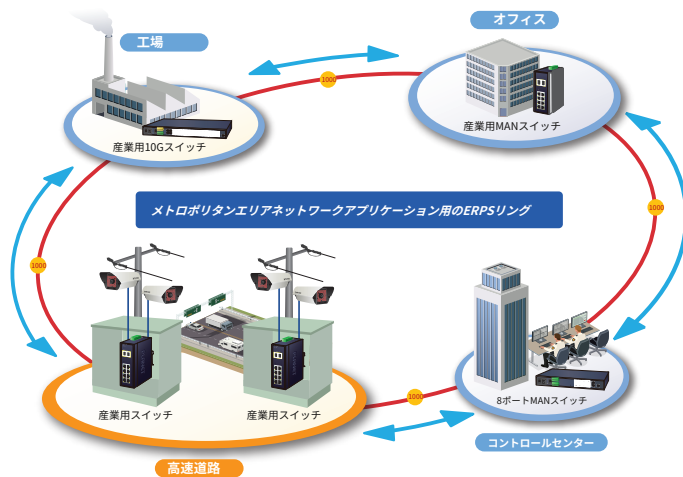 オフィス
工場
1000
産業用MANスイッチ
産業用10Gスイッチ
メトロポリタンエリアネットワークアプリケーション用のERPSリング
1000
1000
1000
8ポートMANスイッチ
産業用スイッチ
産業用スイッチ
コントロールセンター
高速道路